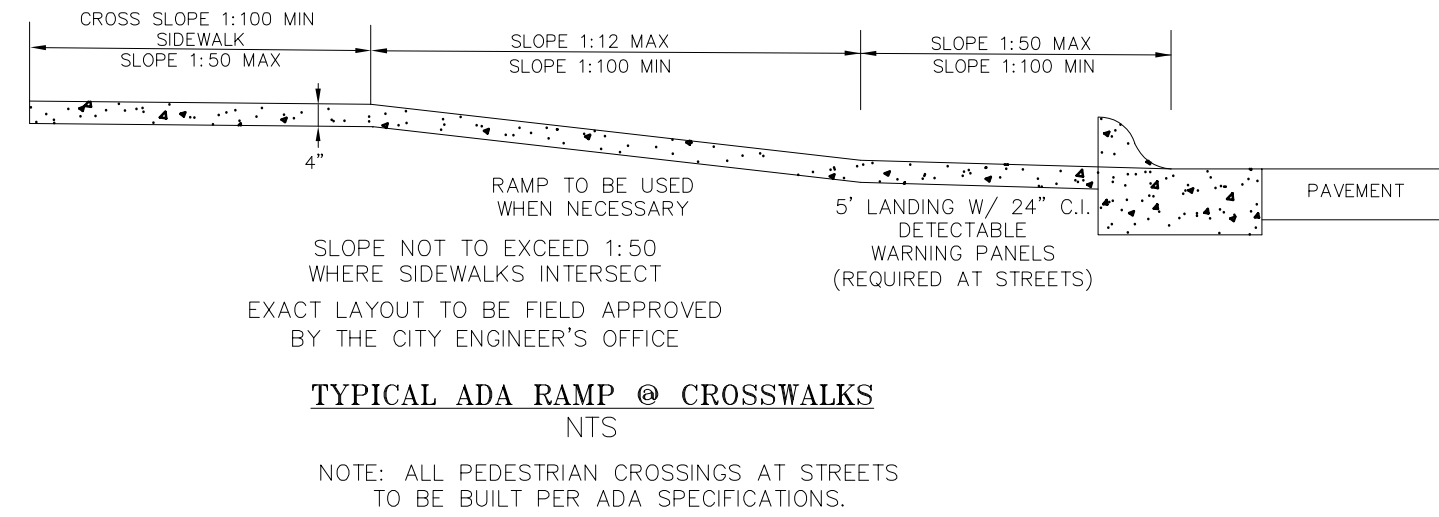 CROSS SLOPE 1:100 MIN
SIDEWALK
SLOPE 1:50 MAX
SLOPE 1:12 MAX
SLOPE 1:100 MIN
SLOPE 1:50 MAX
SLOPE 1:100 MIN
4"
RAMP TO BE USED
WHEN NECESSARY
5' LANDING W/ 24" C.I.
DETECTABLE
WARNING PANELS
(REQUIRED AT STREETS)
PAVEMENT
SLOPE NOT TO EXCEED 1:50
WHERE SIDEWALKS INTERSECT
EXACT LAYOUT TO BE FIELD APPROVED
BY THE CITY ENGINEER'S OFFICE
TYPICAL ADA RAMP @ CROSSWALKS
NTS
NOTE: ALL PEDESTRIAN CROSSINGS AT STREETS
TO BE BUILT PER ADA SPECIFICATIONS.